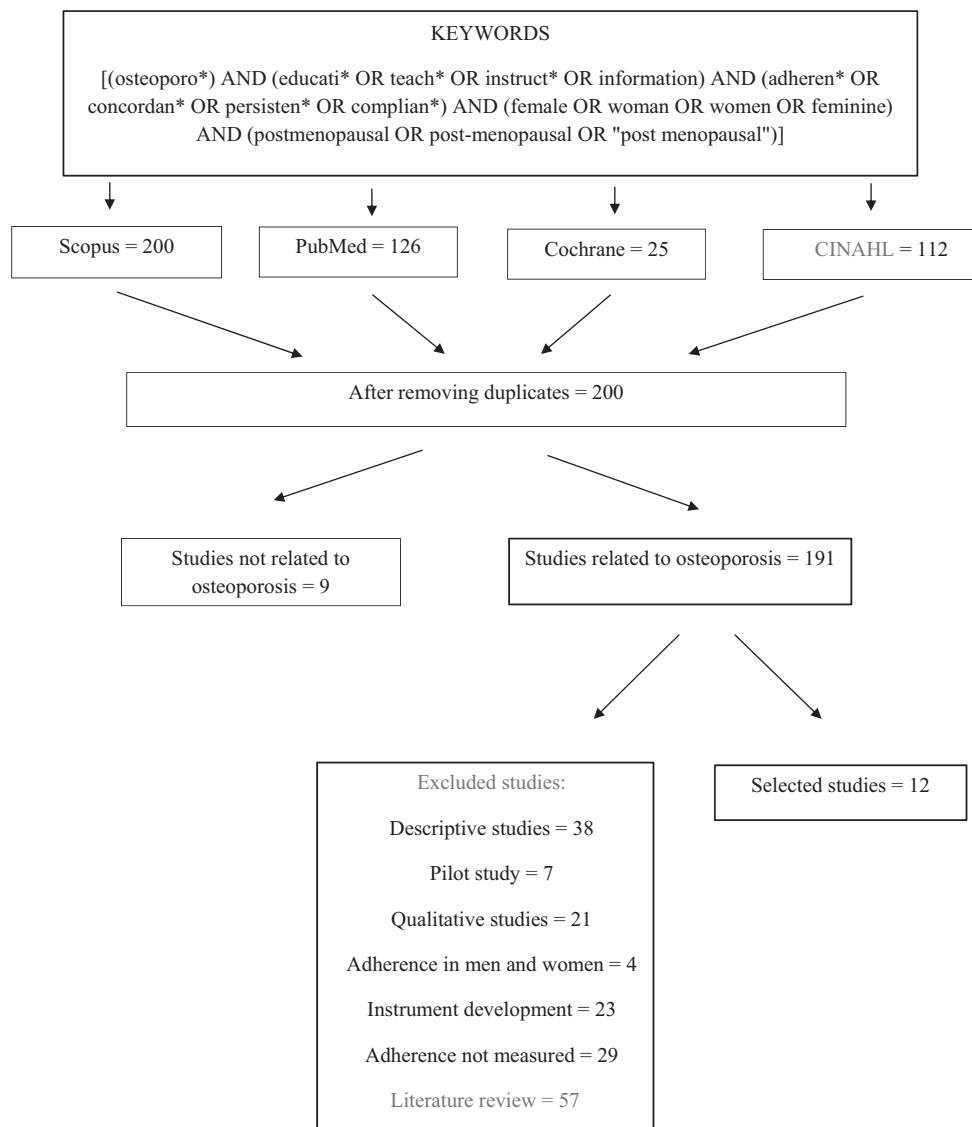 KEYWORDS
[(osteoporo*) AND (educati* OR teach* OR instruct* OR information) AND (adheren* OR
concordan* OR persisten* OR complian*) AND (female OR woman OR women OR feminine)
AND (postmenopausal OR post-menopausal OR "post menopausal")]
Scopus = 200
PubMed = 126
Cochrane = 25
CINAHL = 112
After removing duplicates = 200
Studies not related to
osteoporosis = 9
Studies related to osteoporosis = 191
Excluded studies:
Descriptive studies = 38
Pilot study = 7
Qualitative studies = 21
Adherence in men and women = 4
Instrument development = 23
Adherence not measured = 29
Literature review = 57
Selected studies = 12